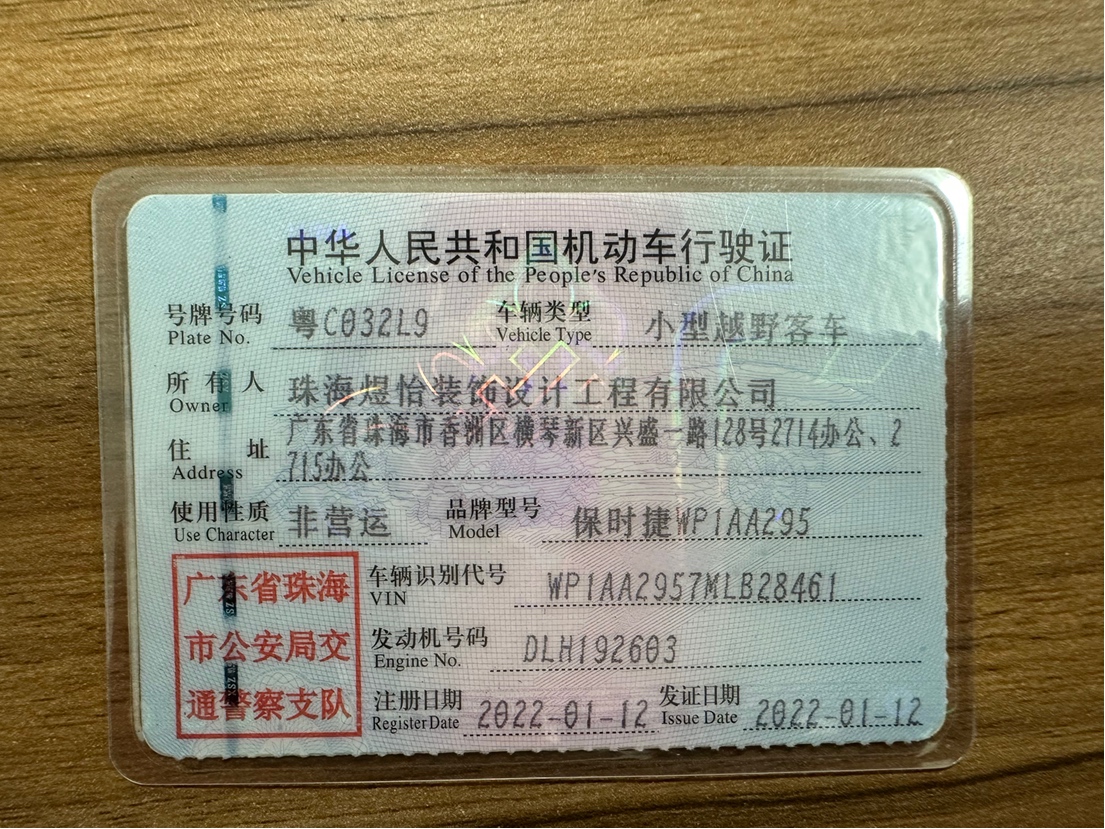 中华人民共和国机动车行驶证
Vehicle License of the People's Republic of China
号牌号码 粤C032L9 车辆类型 小型越野客车
Plate No. Vehicle Type
所有人 珠海煜怡装饰设计工程有限公司
Owner
住址 广东省珠海市香洲区横琴新区兴盛一路128号2714办公、2
Address 715办公
使用性质 非营运 品牌型号 保时捷WP1AA295
Use Character Model
广东省珠海
市公安局交
通警察支队
车辆识别代号 WP1AA2957MLB28461
VIN
发动机号码 DLH192603
Engine No.
注册日期 2022-01-12 发证日期 2022-01-12
Register Date Issue Date